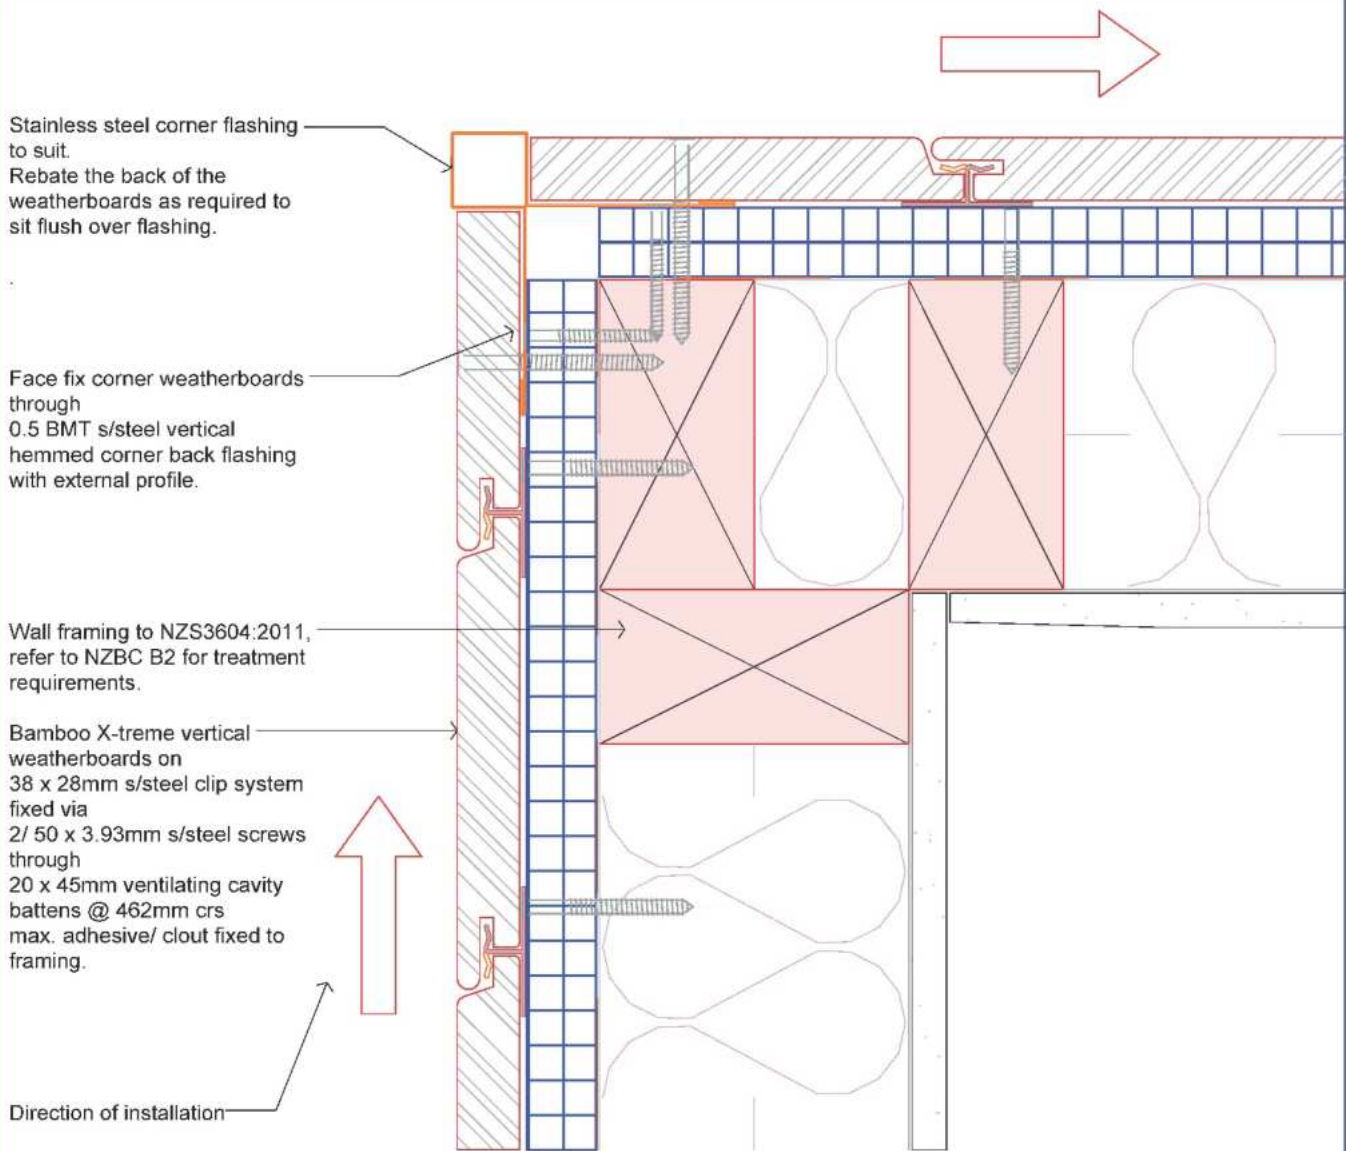 Stainless steel corner flashing
to suit.
Rebate the back of the
weatherboards as required to
sit flush over flashing.
.
Face fix corner weatherboards
through
0.5 BMT s/steel vertical
hemmed corner back flashing
with external profile.
Wall framing to NZS3604:2011,
refer to NZBC B2 for treatment
requirements.
Bamboo X-treme vertical
weatherboards on
38 x 28mm s/steel clip system
fixed via
2/ 50 x 3.93mm s/steel screws
through
20 x 45mm ventilating cavity
battens @ 462mm crs
max. adhesive/ clout fixed to
framing.
Direction of installation